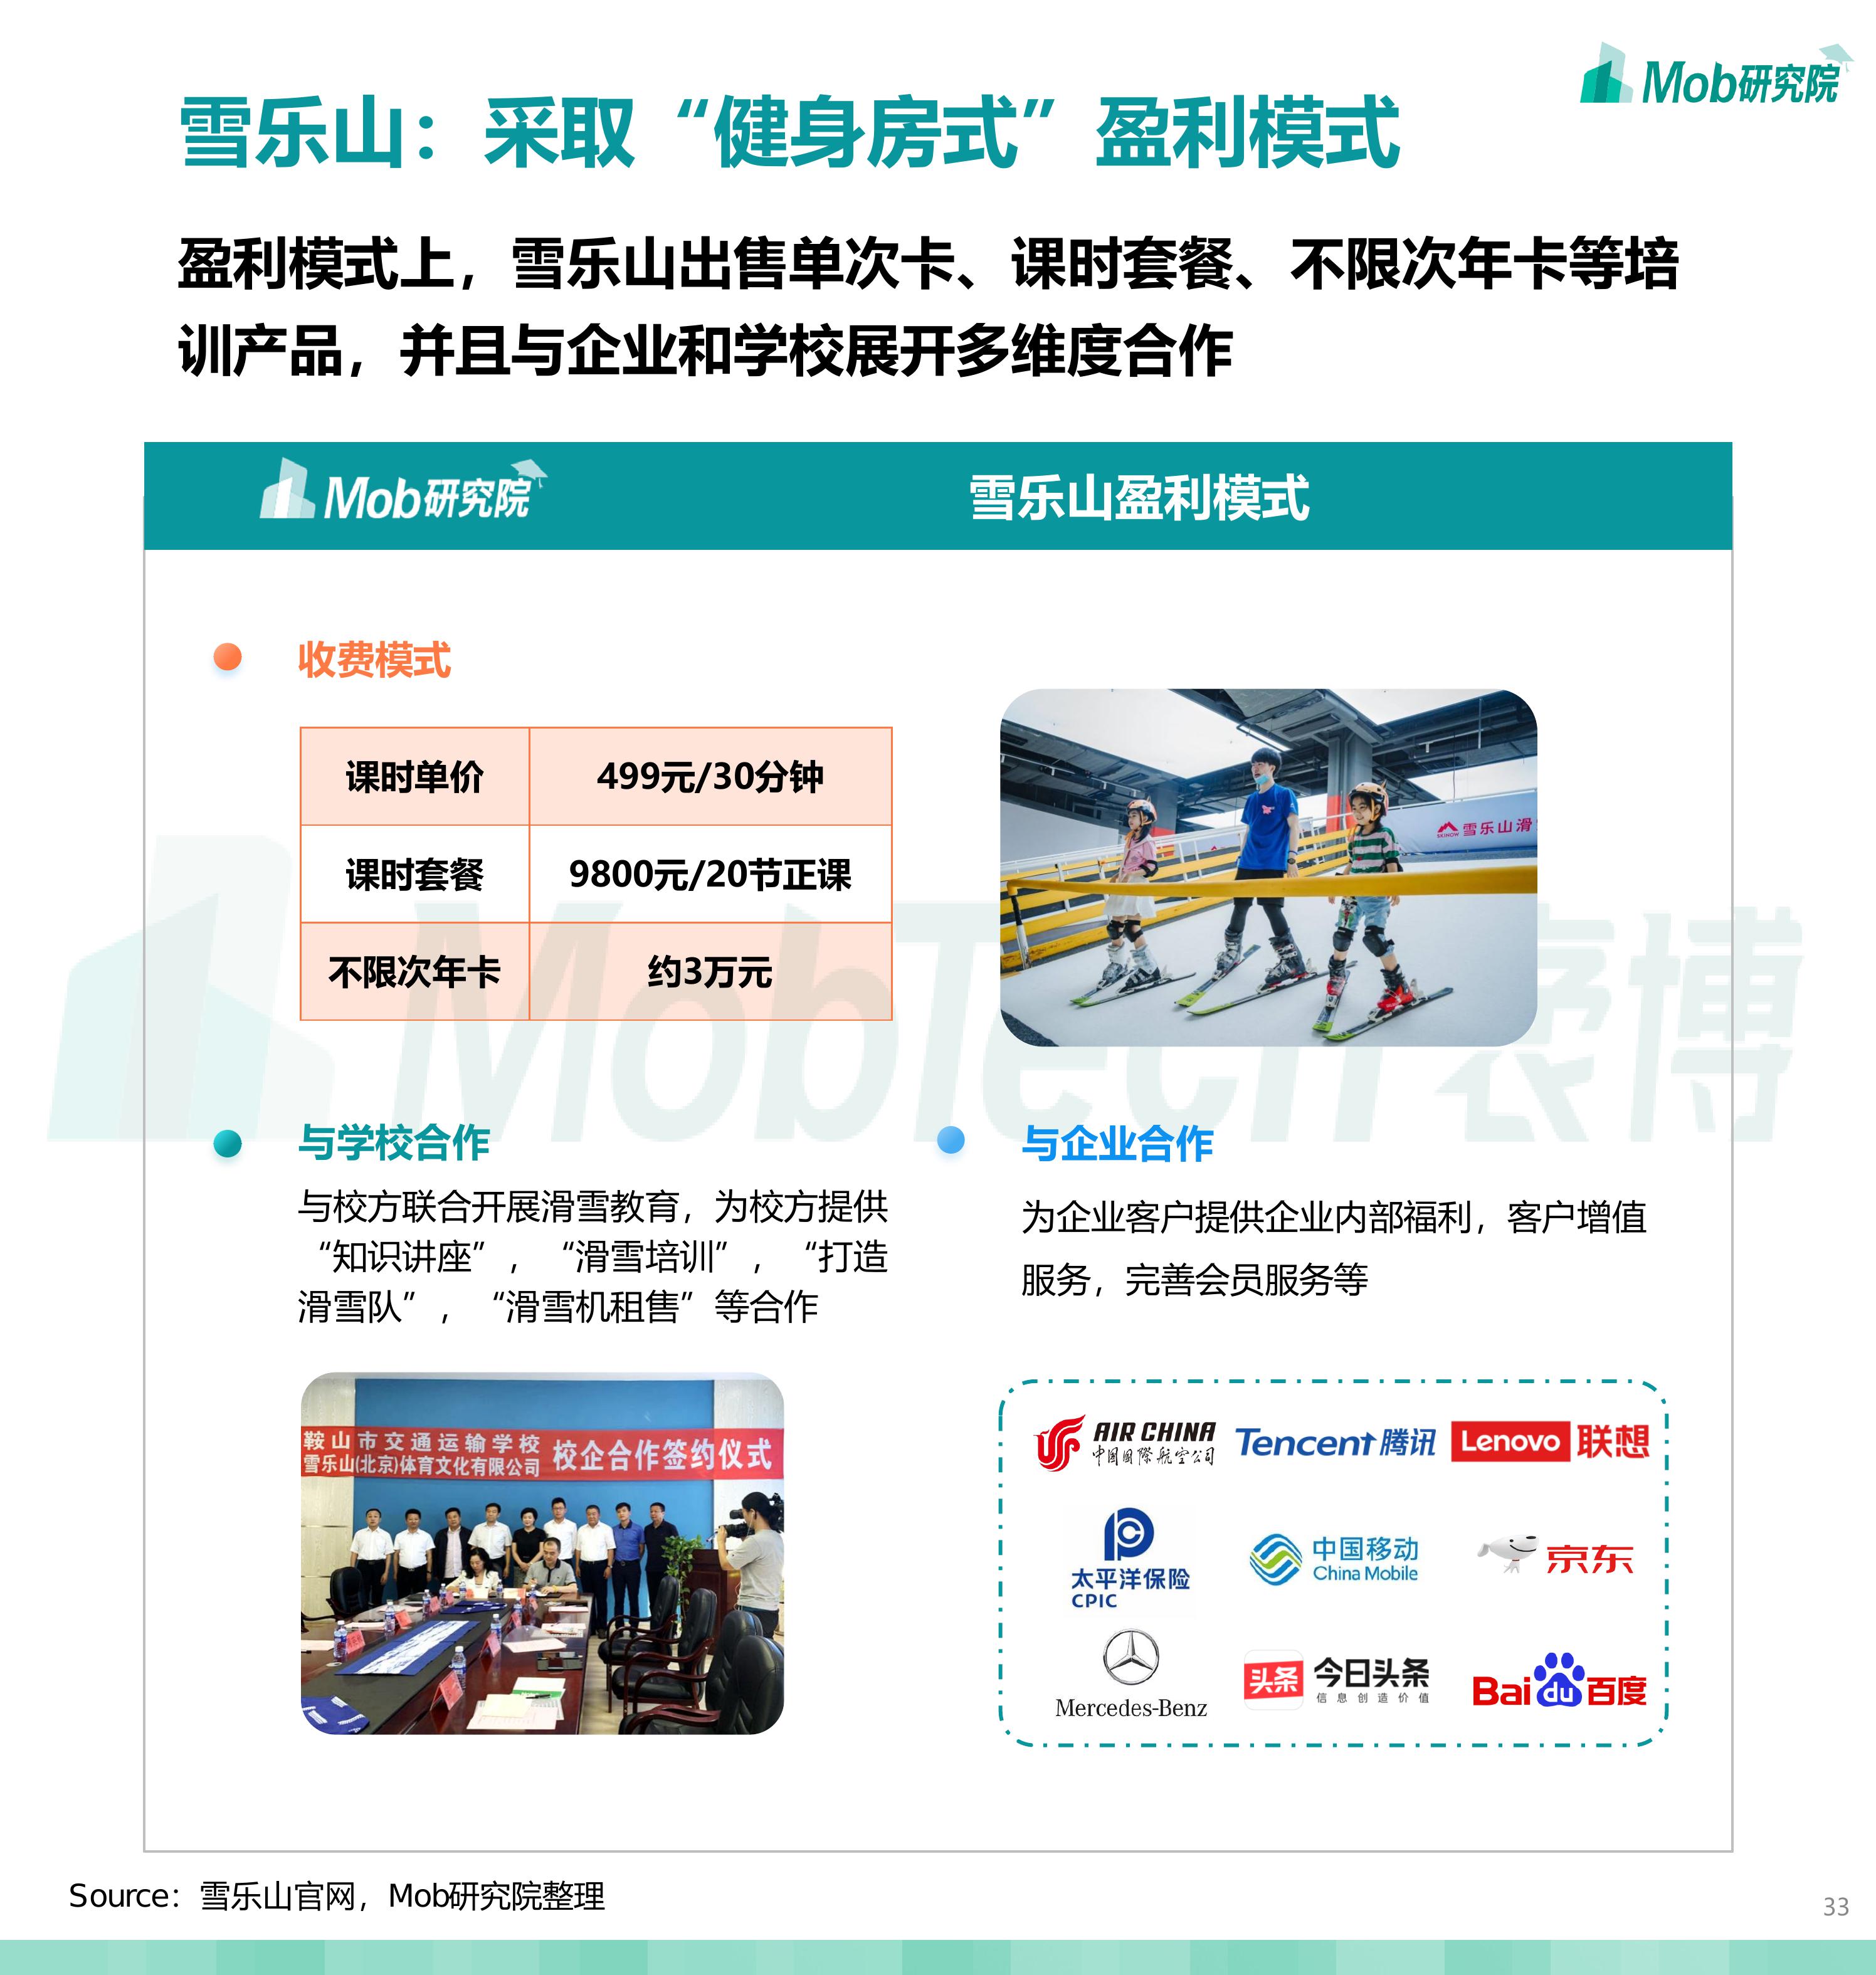 Mob研究院
雪乐山：采取“健身房式”盈利模式
盈利模式上，雪乐山出售单次卡、课时套餐、不限次年卡等培
训产品，并且与企业和学校展开多维度合作
Mob研究院
雪乐山盈利模式
收费模式
课时单价
499元/30分钟
课时套餐
9800元/20节正课
不限次年卡
约3万元
SKINOW 雪乐山滑
MobTech袤博
与学校合作
与校方联合开展滑雪教育，为校方提供
“知识讲座”，“滑雪培训”，“打造
滑雪队”，“滑雪机租售”等合作
鞍山市交通运输学校
雪乐山(北京)体育文化有限公司
校企合作签约仪式
与企业合作
为企业客户提供企业内部福利，客户增值
服务，完善会员服务等
AIR CHINA
中国国際航空公司
Tencent 腾讯
Lenovo 联想
太平洋保险
CPIC
中国移动
China Mobile
京东
Mercedes-Benz
头条 今日头条
信息创造价值
Bai du 百度
Source：雪乐山官网，Mob研究院整理
33